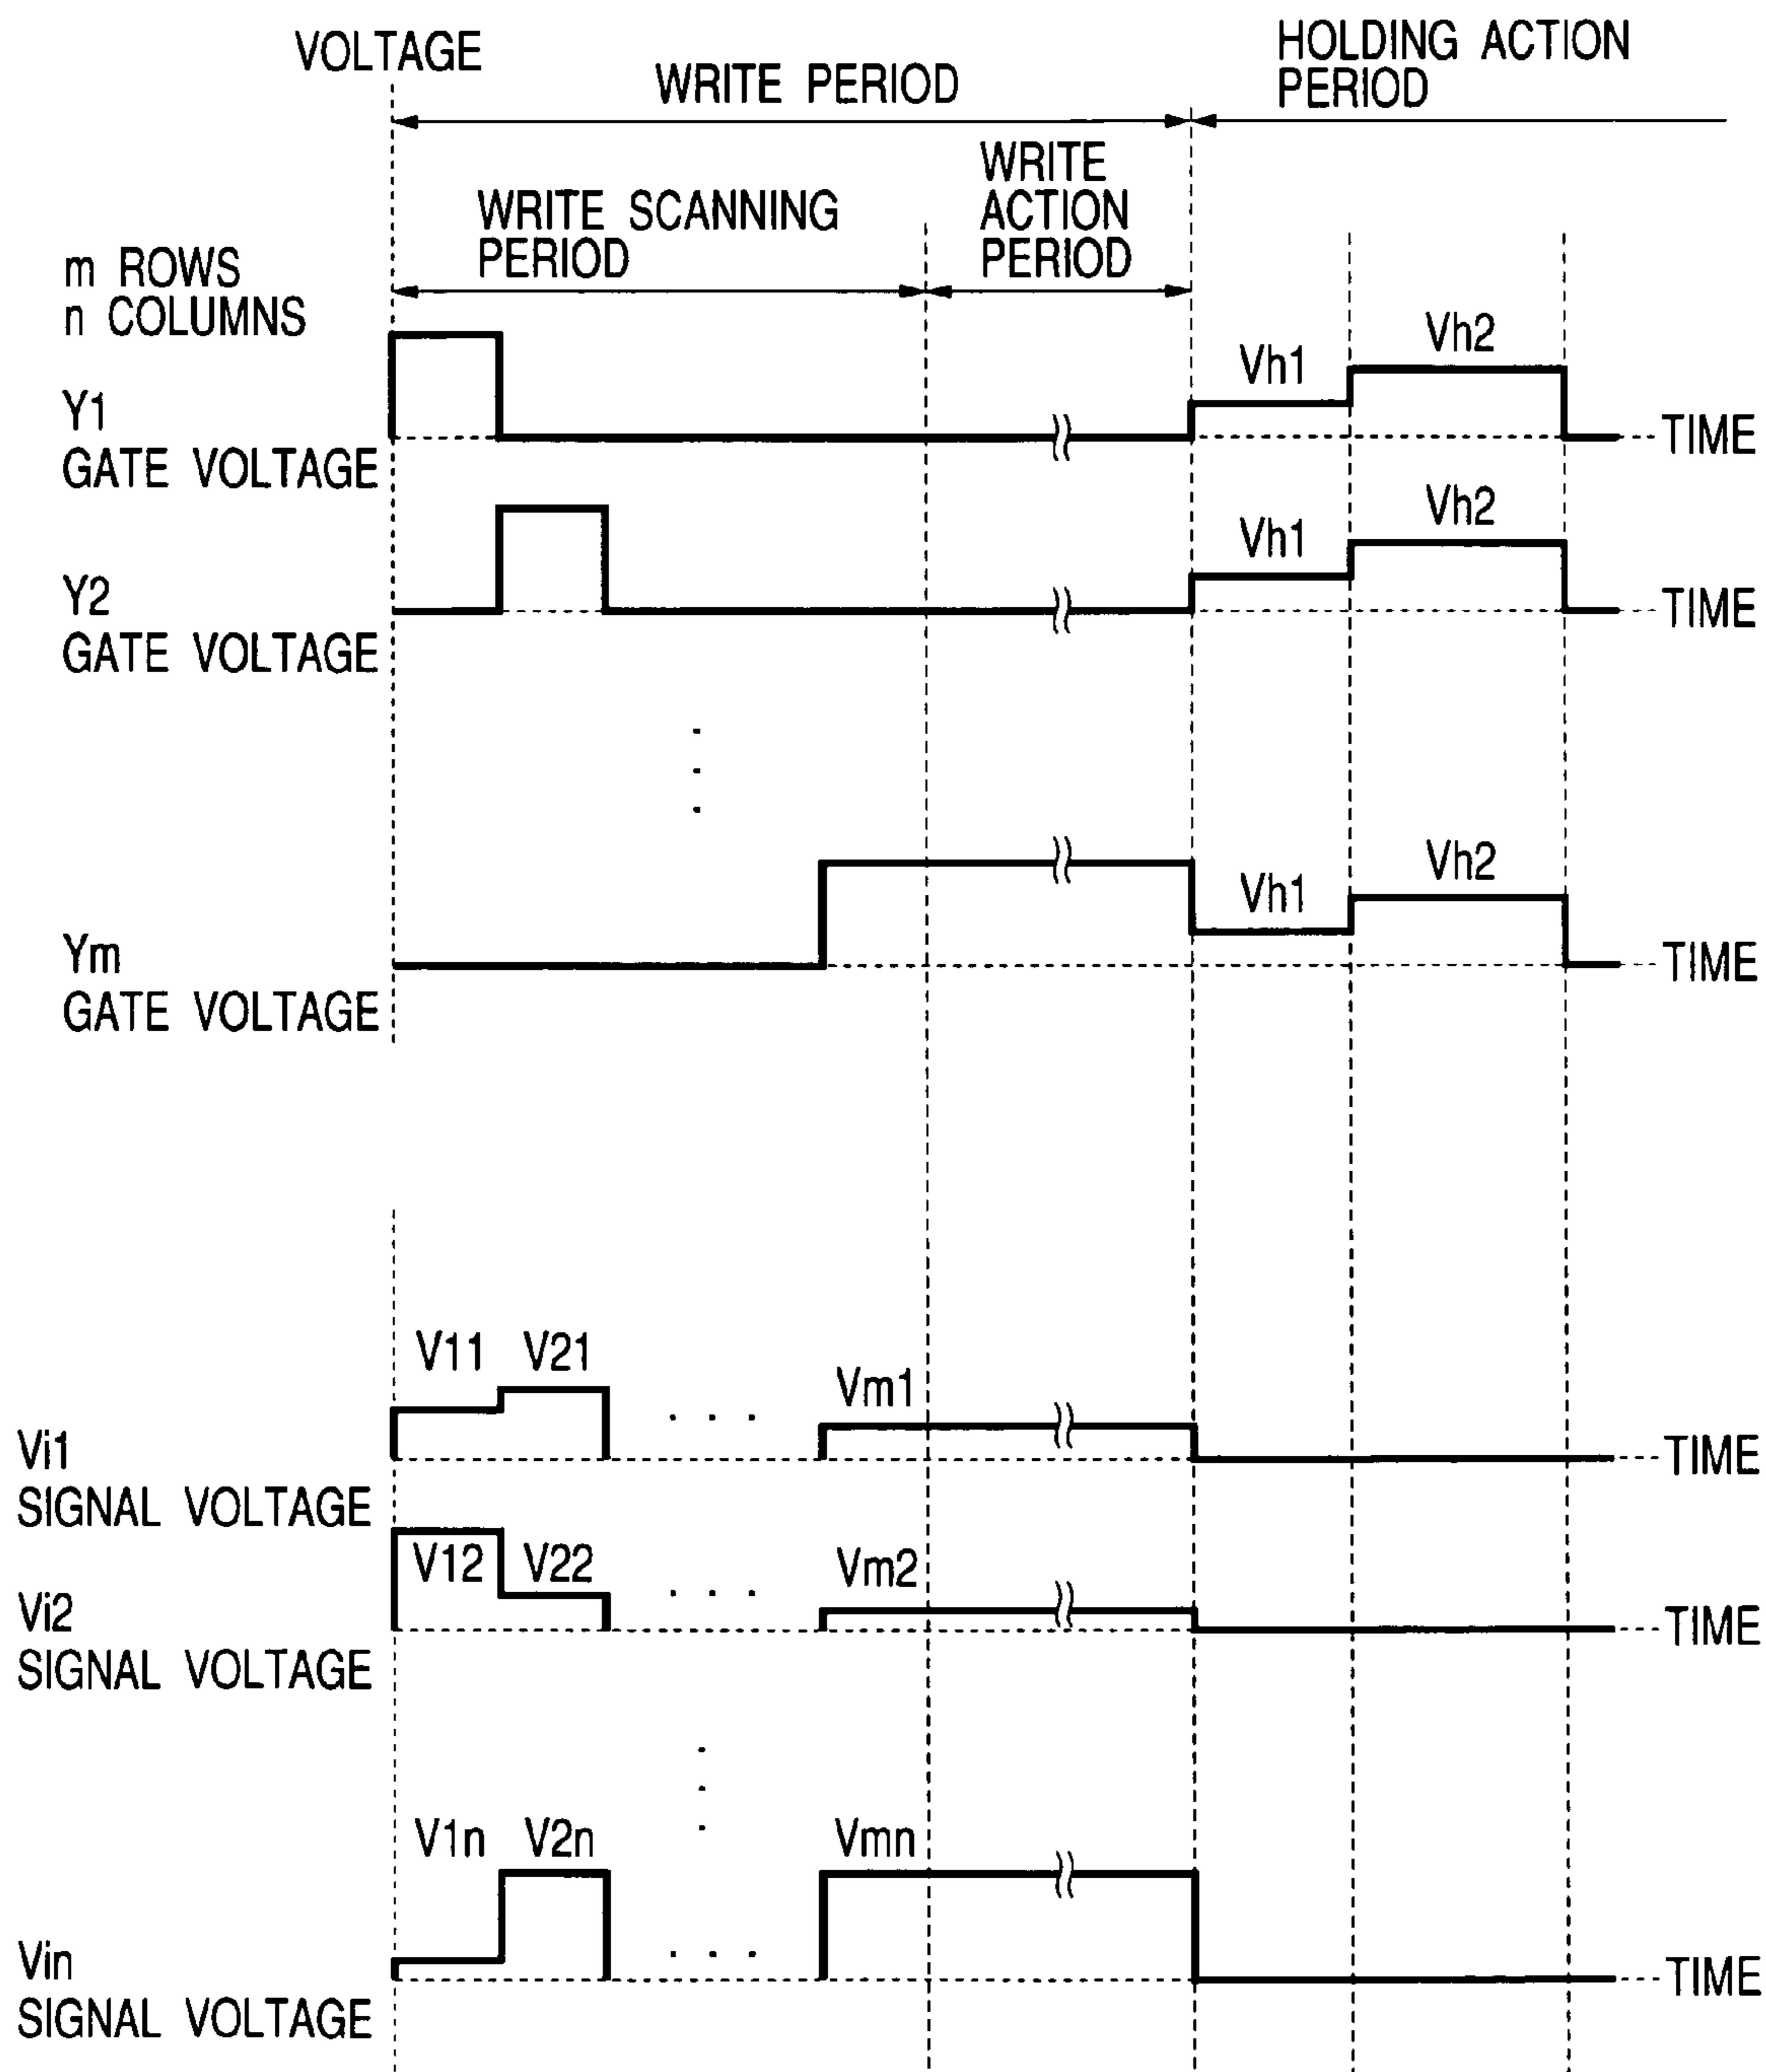 VOLTAGE
WRITE PERIOD
HOLDING ACTION
PERIOD
WRITE SCANNING
PERIOD
WRITE
ACTION
PERIOD
m ROWS
n COLUMNS
Y1
GATE VOLTAGE
Vh1
Vh2
TIME
Y2
GATE VOLTAGE
Vh1
Vh2
TIME
Ym
GATE VOLTAGE
Vh1
Vh2
TIME
V11
V21
. . .
Vm1
Vi1
SIGNAL VOLTAGE
TIME
V12
V22
. . .
Vm2
Vi2
SIGNAL VOLTAGE
TIME
V1n
V2n
. . .
Vmn
Vin
SIGNAL VOLTAGE
TIME